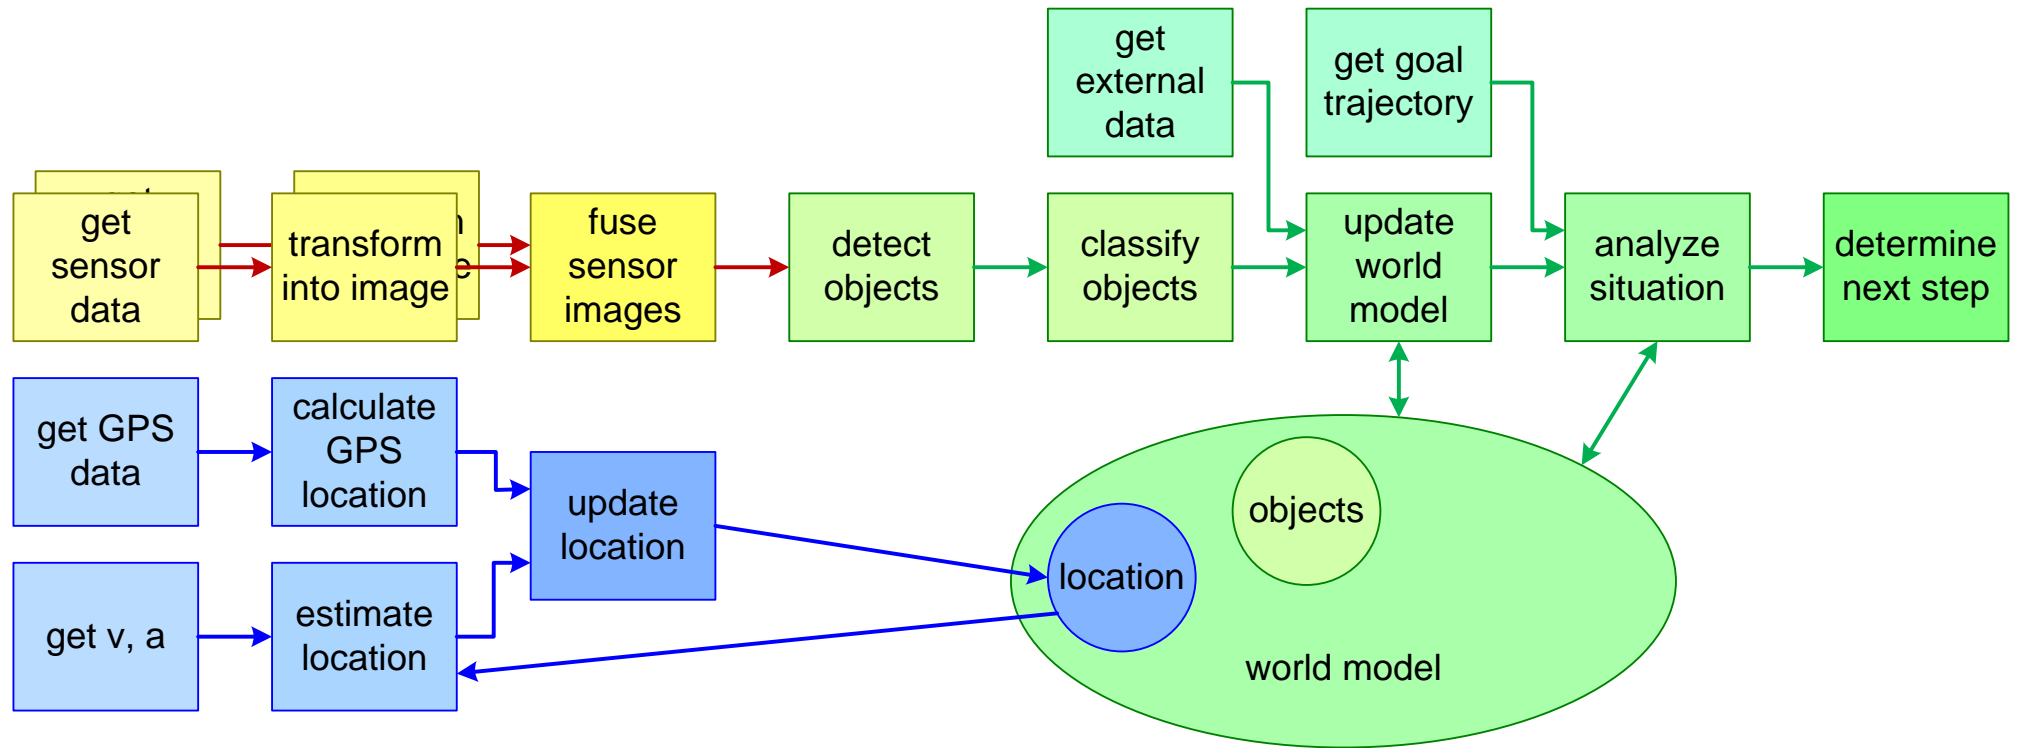 get
external
data
get goal
trajectory
get
sensor
data
transform
into image
fuse
sensor
images
detect
objects
classify
objects
update
world
model
analyze
situation
determine
next step
get GPS
data
calculate
GPS
location
update
location
objects
location
get v, a
estimate
location
world model